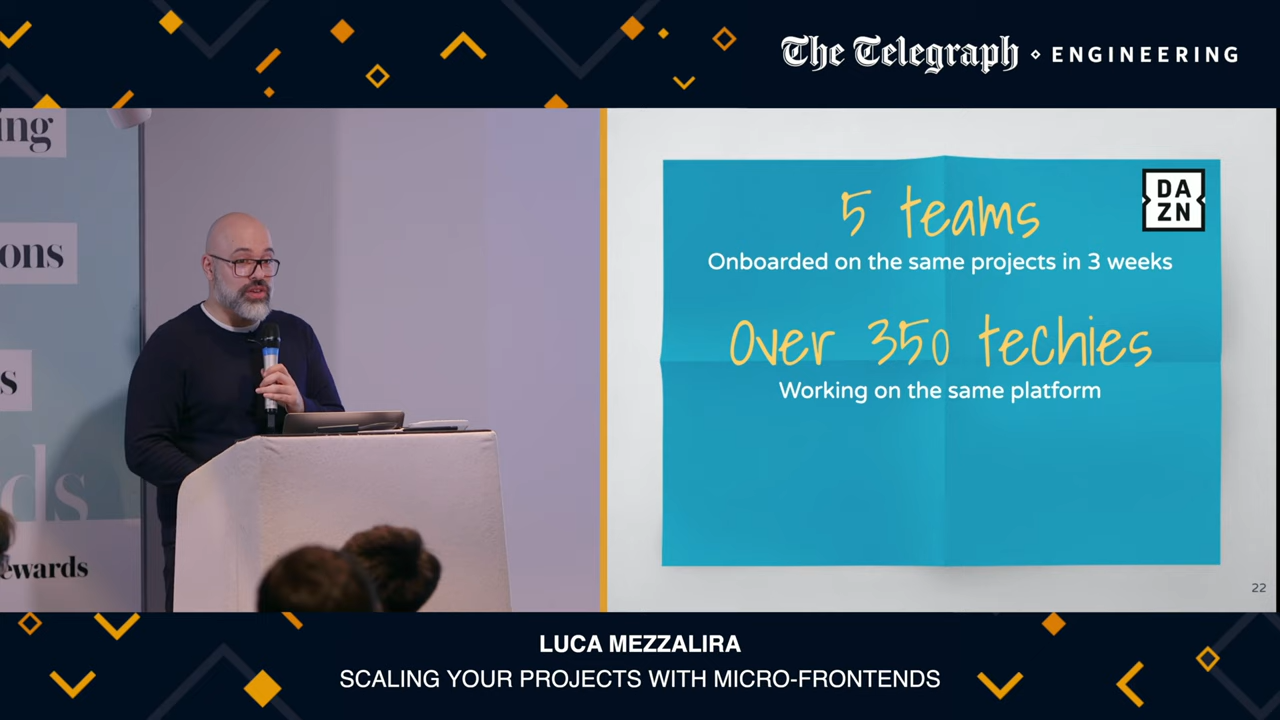 The Telegraph ENGINEERING
ing
ons
s
ds
ewards
DA
ZN
5 teams
Onboarded on the same projects in 3 weeks
Over 350 techies
Working on the same platform
22
LUCA MEZZALIRA
SCALING YOUR PROJECTS WITH MICRO-FRONTENDS